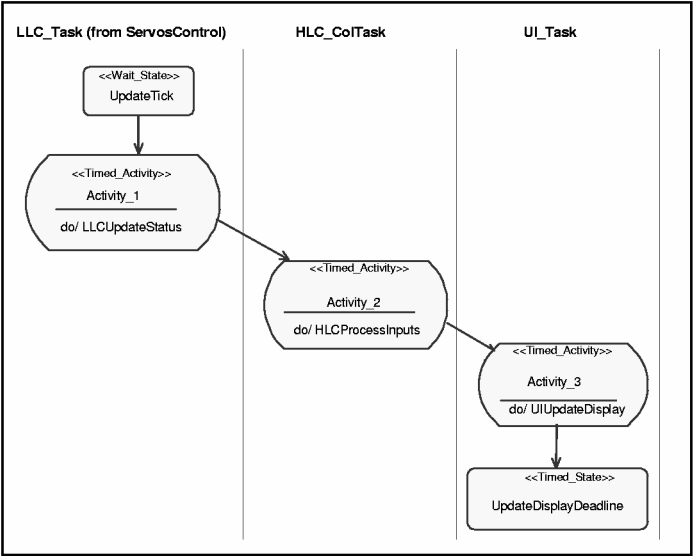 LLC_Task (from ServosControl)
HLC_ColTask
UI_Task
<<Wait_State>>
UpdateTick
<<Timed_Activity>>
Activity_1
do/ LLCUpdateStatus
<<Timed_Activity>>
Activity_2
do/ HLCProcessInputs
<<Timed_Activity>>
Activity_3
do/ UIUpdateDisplay
<<Timed_State>>
UpdateDisplayDeadline